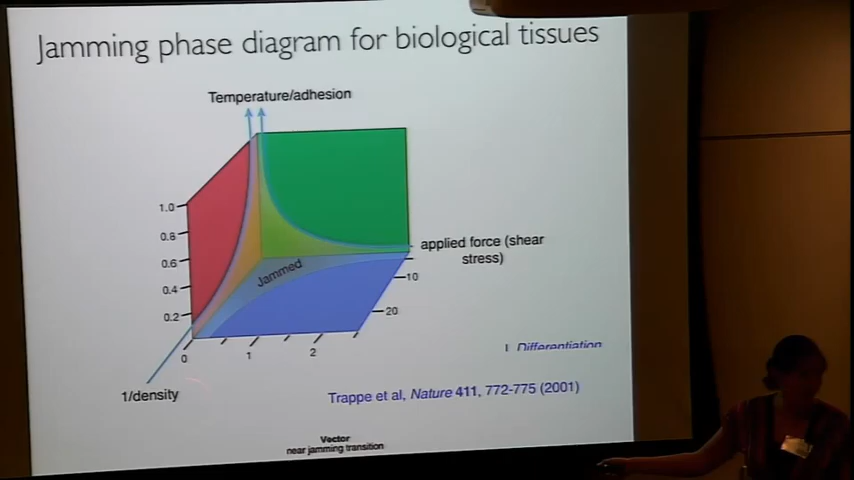 Jamming phase diagram for biological tissues
Temperature/adhesion
1.0
0.8
0.6
0.4
0.2
applied force (shear
stress)
Jammed
10
20
0
1
2
1/density
Differentiation
Trappe et al, Nature 411, 772-775 (2001)
Vector
near jamming transition